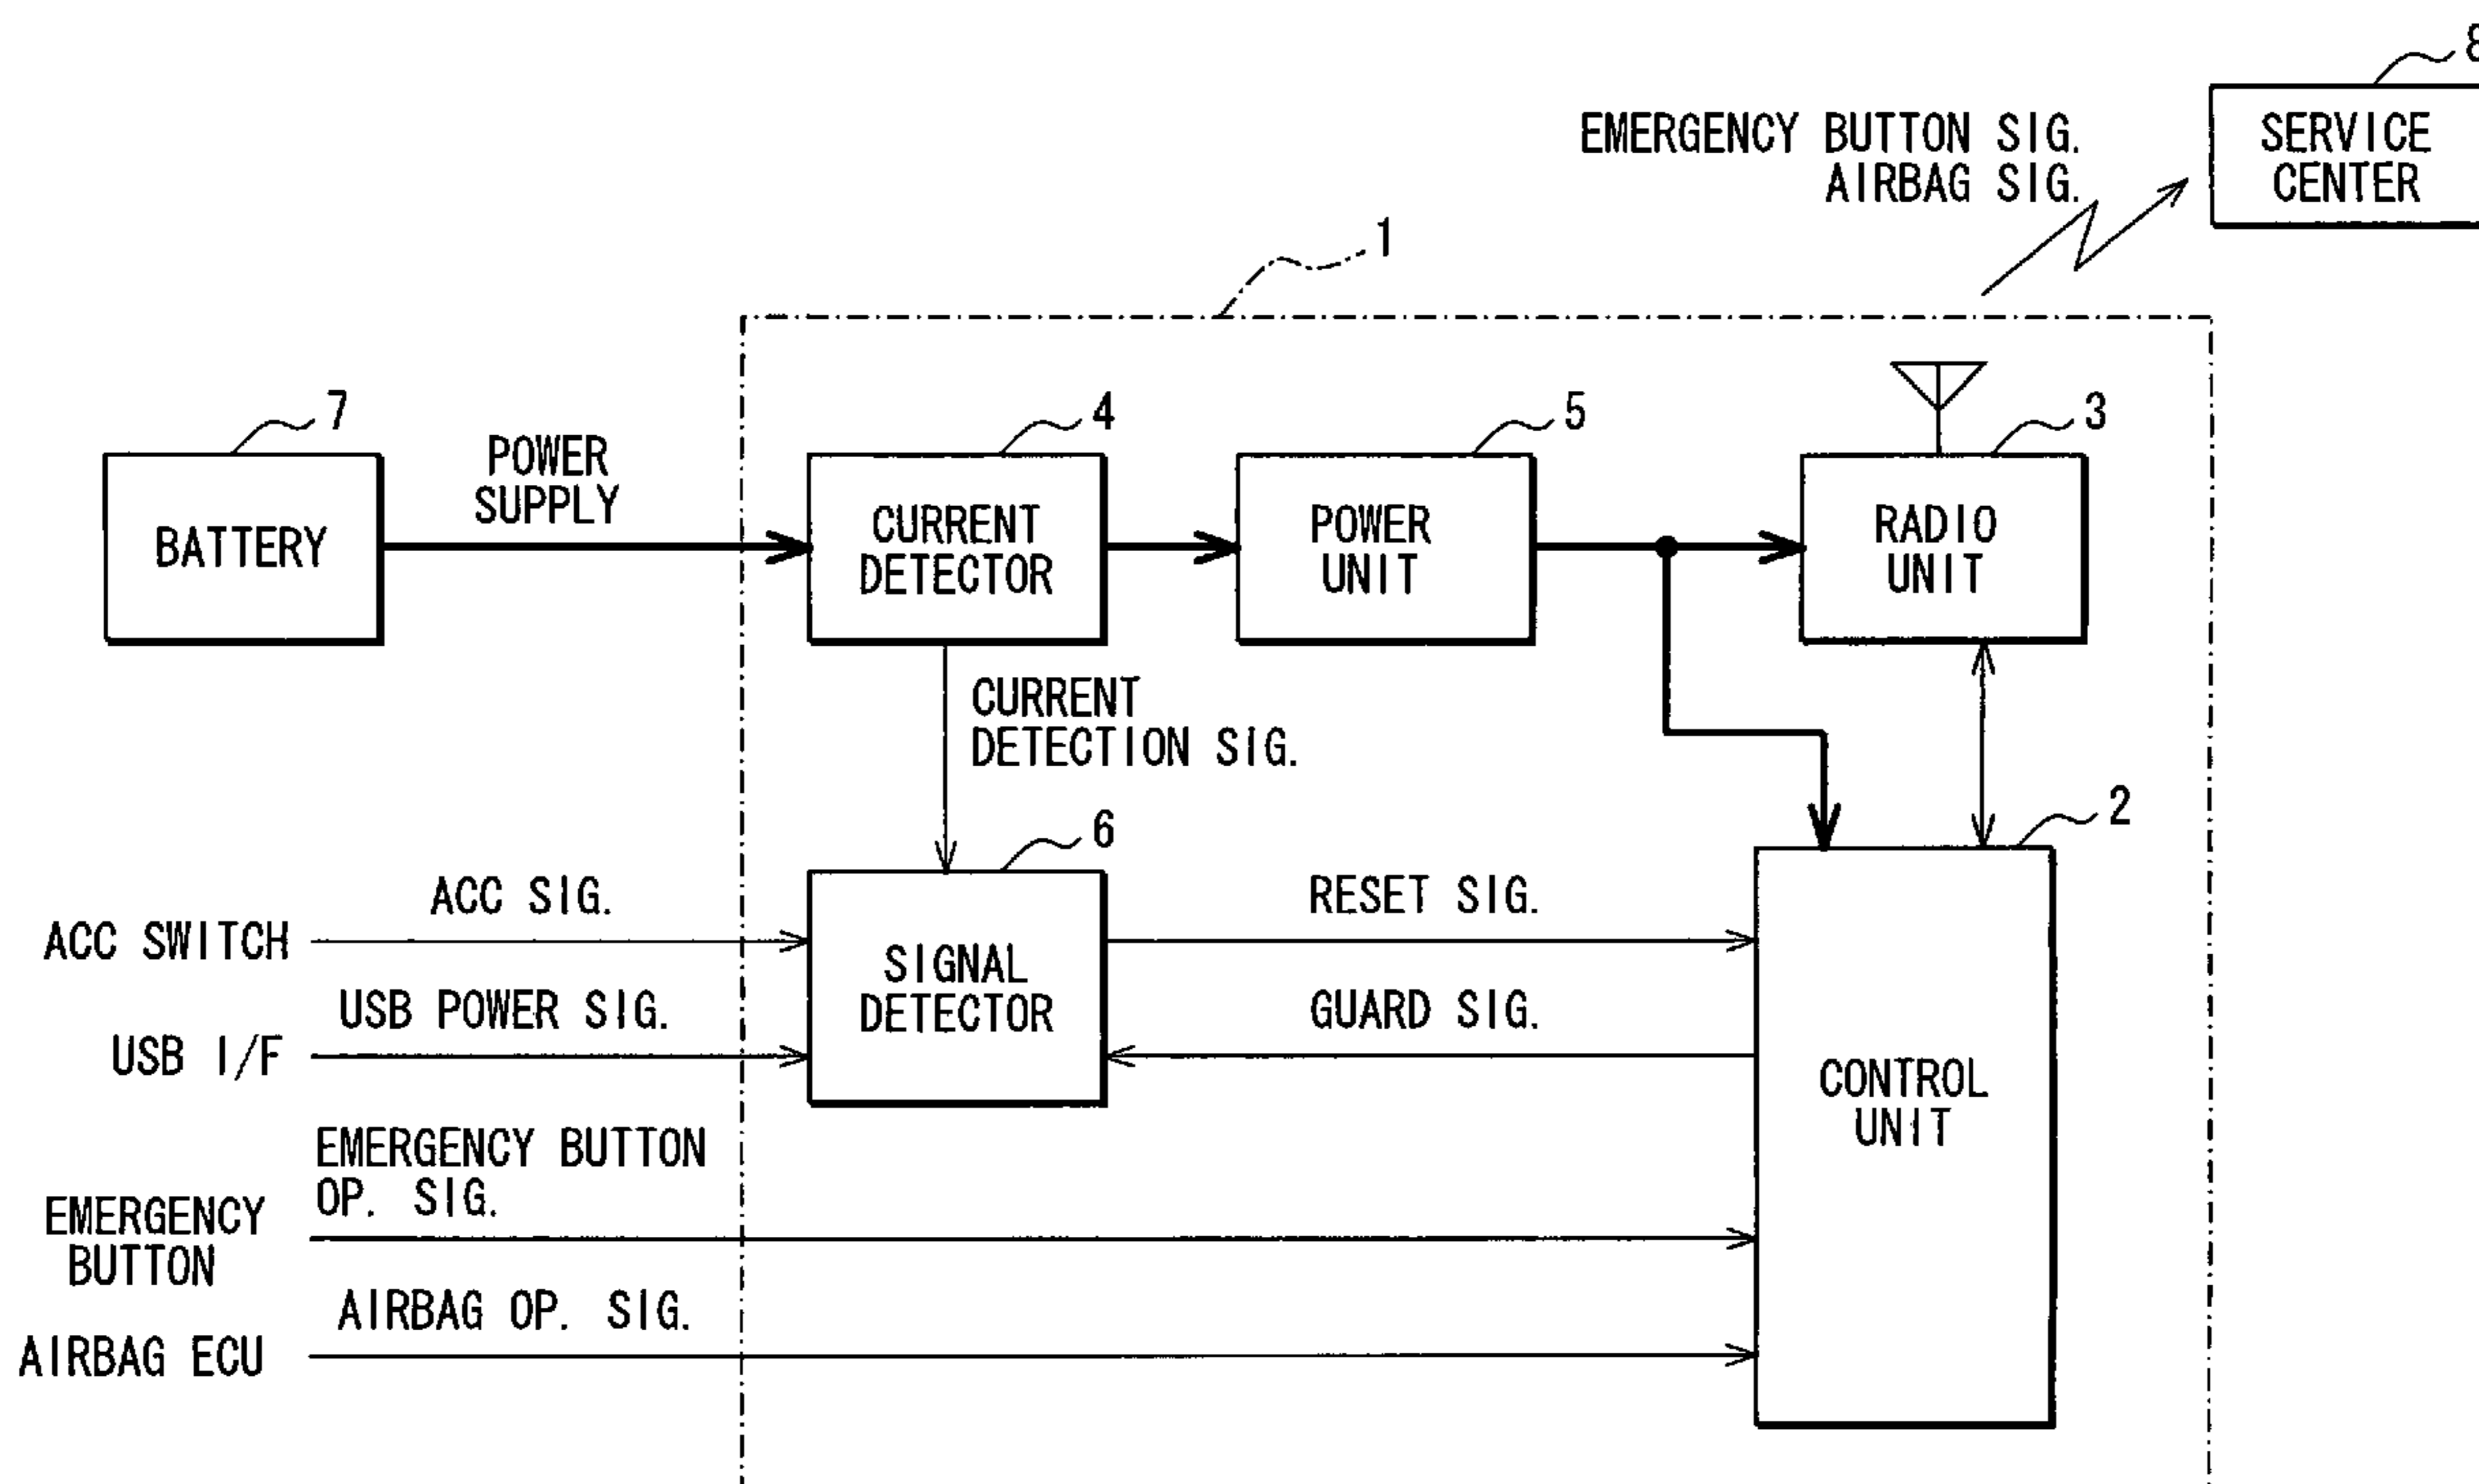 8
EMERGENCY BUTTON SIG.
AIRBAG SIG.
SERVICE
CENTER
1
7
POWER
SUPPLY
4
5
3
BATTERY
CURRENT
DETECTOR
POWER
UNIT
RADIO
UNIT
CURRENT
DETECTION SIG.
6
2
ACC SWITCH
ACC SIG.
SIGNAL
DETECTOR
RESET SIG.
USB I/F
USB POWER SIG.
GUARD SIG.
CONTROL
UNIT
EMERGENCY BUTTON
OP. SIG.
EMERGENCY
BUTTON
AIRBAG OP. SIG.
AIRBAG ECU